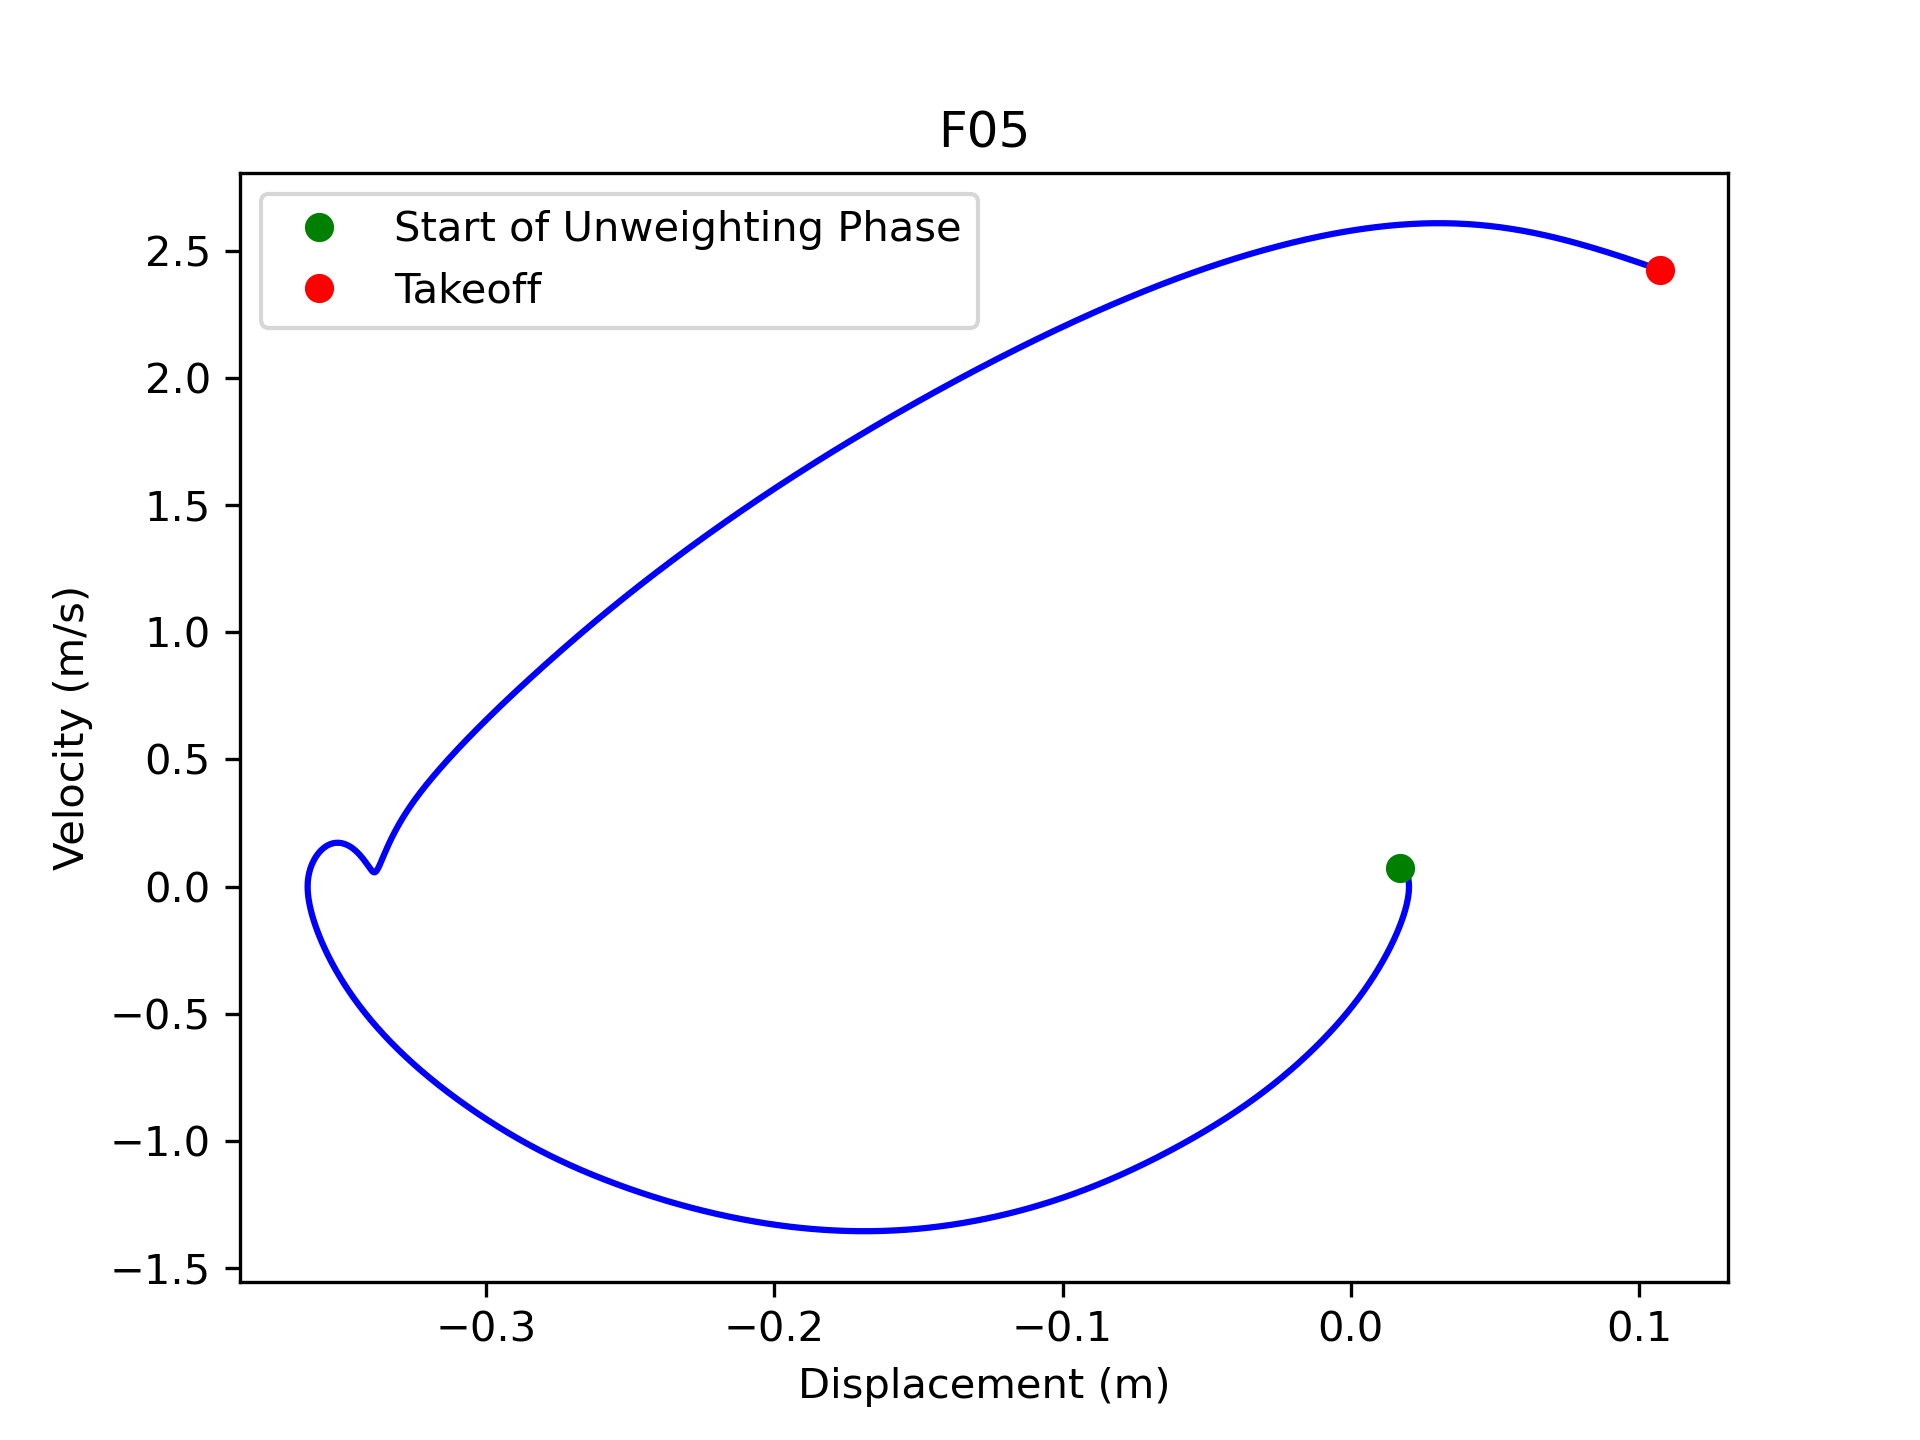 F05
Start of Unweighting Phase
Takeoff
2.5
2.0
1.5
1.0
0.5
0.0
−0.5
−1.0
−1.5
Velocity (m/s)
−0.3 −0.2 −0.1 0.0 0.1
Displacement (m)